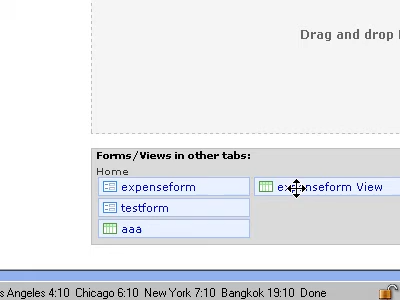 Drag and drop
Forms/Views in other tabs:
Home
expenseform
expenseform View
testform
aaa
Angeles 4:10 Chicago 6:10 New York 7:10 Bangkok 19:10 Done